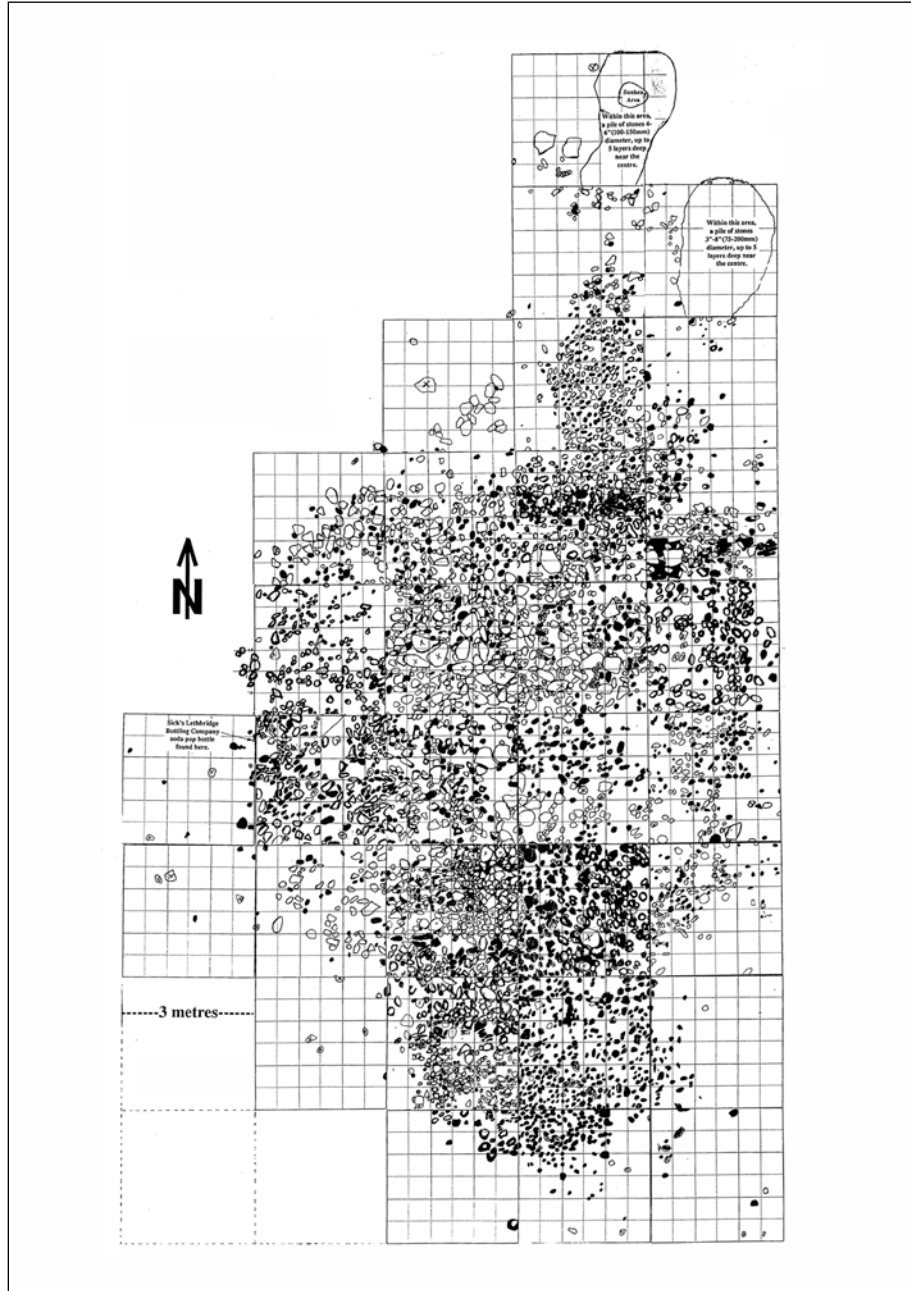 Sunken
Area
Within this area,
a pile of stones 4-
6"(100-150mm)
diameter, up to
5 layers deep
near the
centre.
Within this area,
a pile of stones
3"-8"(75-200mm)
diameter, up to 5
layers deep near
the centre.
N
Sick's Lethbridge
Bottling Company
soda pop bottle
found here.
3 metres